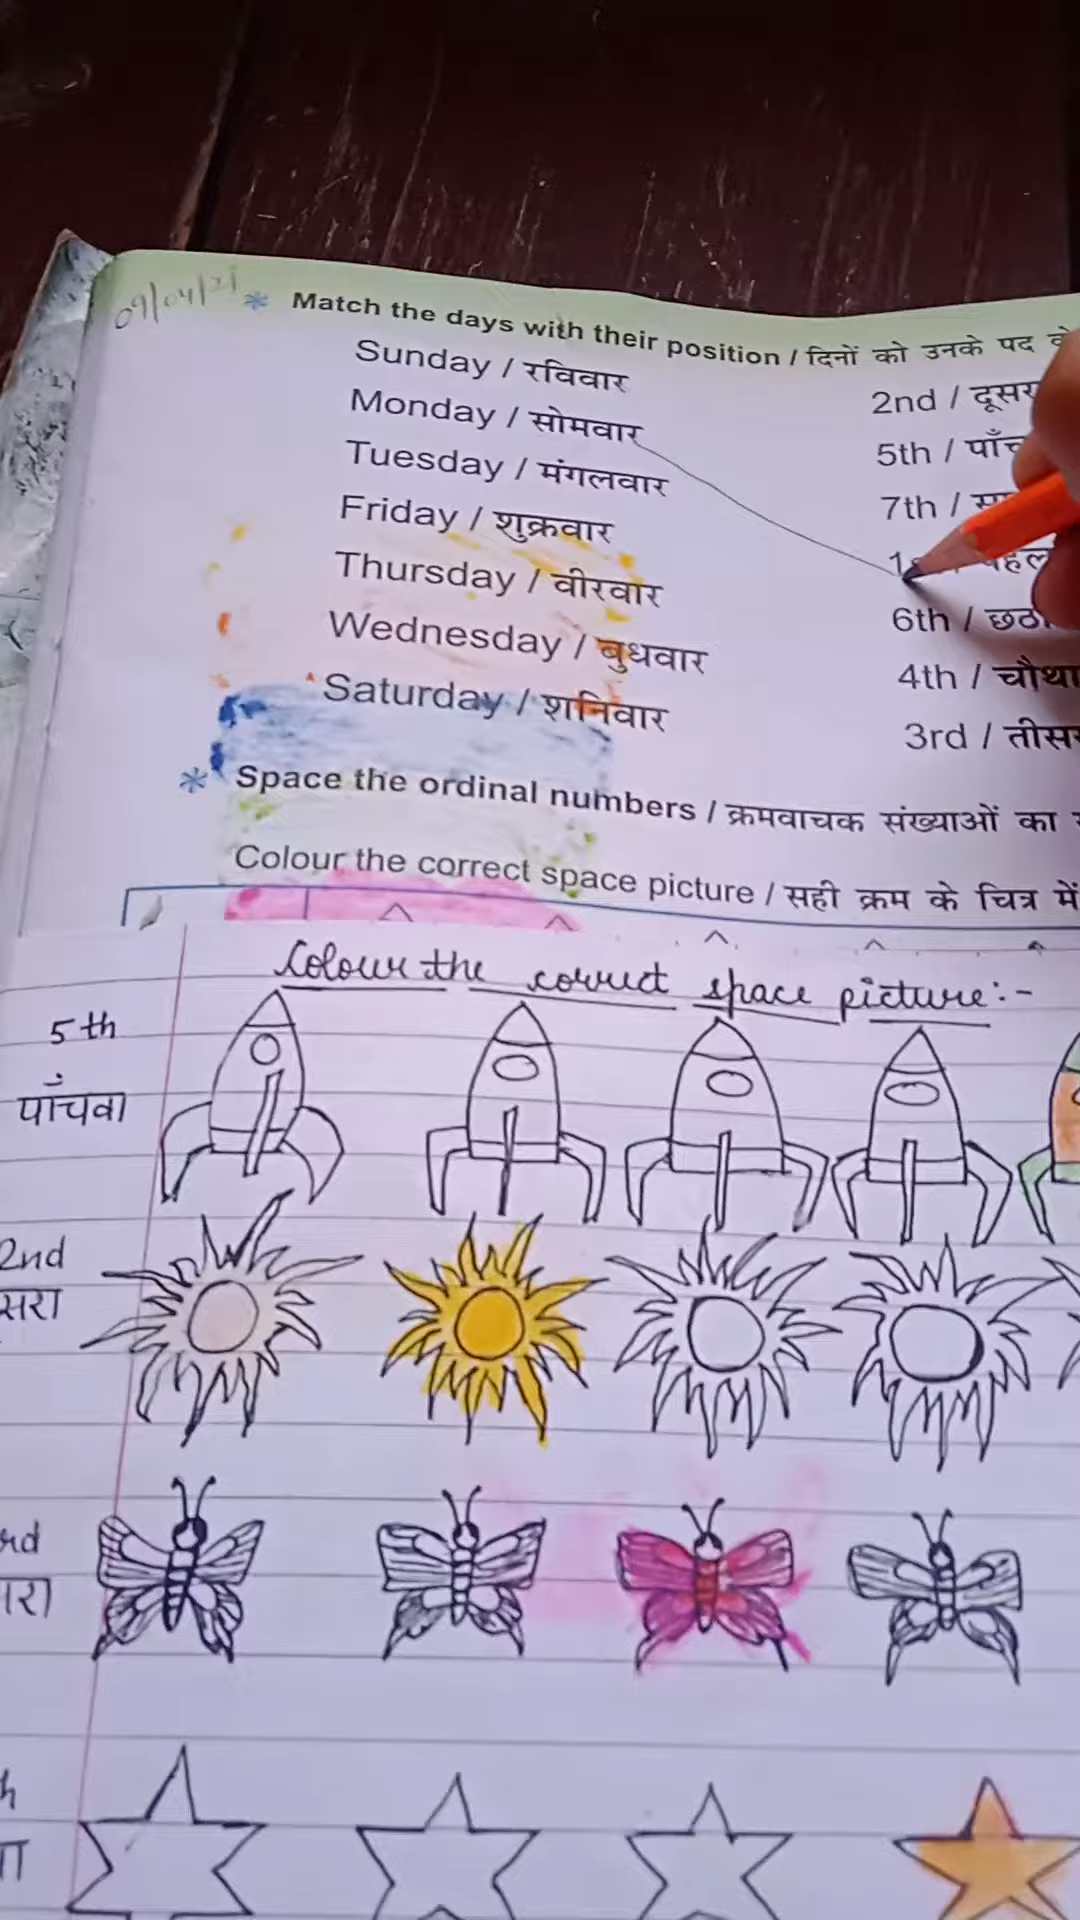 09/04/21
* Match the days with their position / दिनों को उनके पद
Sunday / रविवार
2nd /
Monday / सोमवार
5th /
Tuesday / मंगलवार
7th /
Friday / शुक्रवार
Thursday / वीरवार
6th /
Wednesday / बुधवार
4th / चौथा
Saturday / शनिवार
3rd /
* Space the ordinal numbers / क्रमवाचक संख्याओं का
Colour the correct space picture / सही क्रम के चित्र में
Colour the correct space picture:-
5th
पाँचवा
2nd